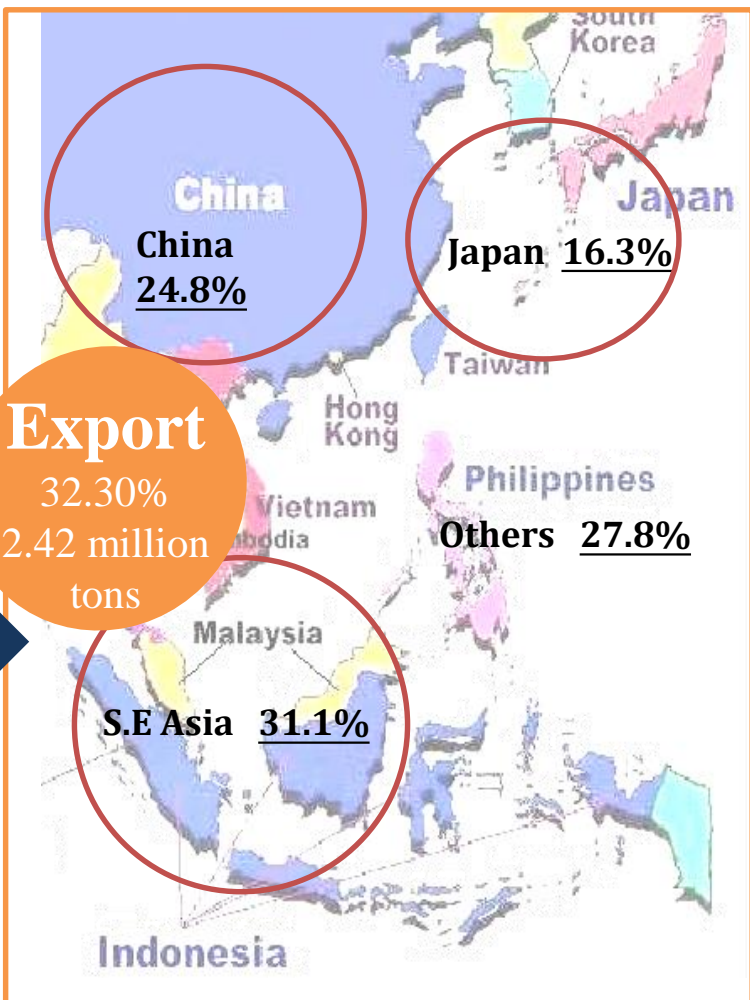 South
Korea
China
Japan
China
24.8%
Japan 16.3%
Taiwan
Hong
Kong
Export
32.30%
2.42 million
tons
Vietnam
bodia
Philippines
Others 27.8%
Malaysia
S.E Asia 31.1%
Indonesia